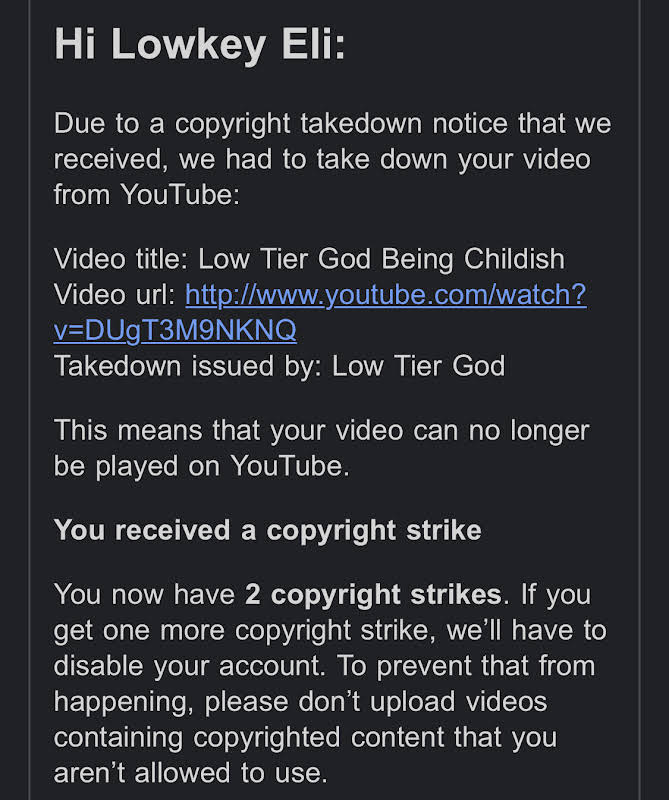 Hi Lowkey Eli:
Due to a copyright takedown notice that we
received, we had to take down your video
from YouTube:
Video title: Low Tier God Being Childish
Video url: http://www.youtube.com/watch?
v=DUgT3M9NKNQ
Takedown issued by: Low Tier God
This means that your video can no longer
be played on YouTube.
You received a copyright strike
You now have 2 copyright strikes. If you
get one more copyright strike, we’ll have to
disable your account. To prevent that from
happening, please don’t upload videos
containing copyrighted content that you
aren’t allowed to use.